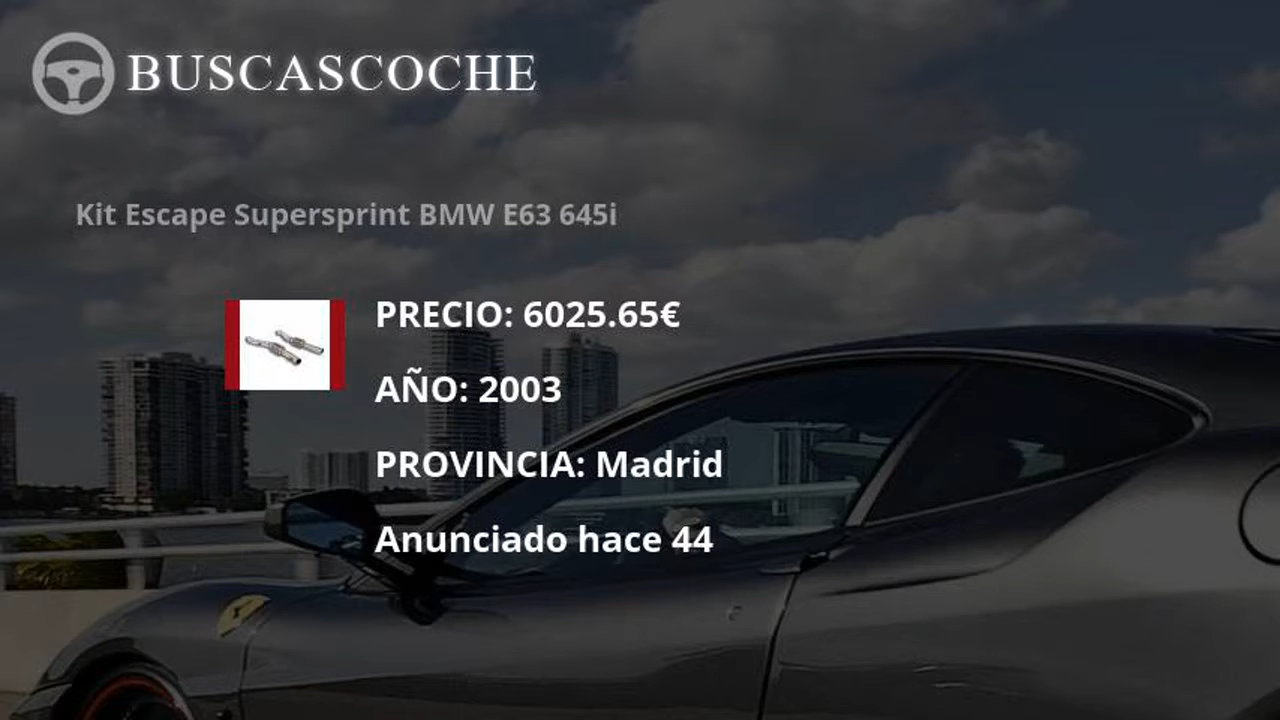 BUSCASCOCHE
Kit Escape Supersprint BMW E63 645i
PRECIO: 6025.65€
AÑO: 2003
PROVINCIA: Madrid
Anunciado hace 44